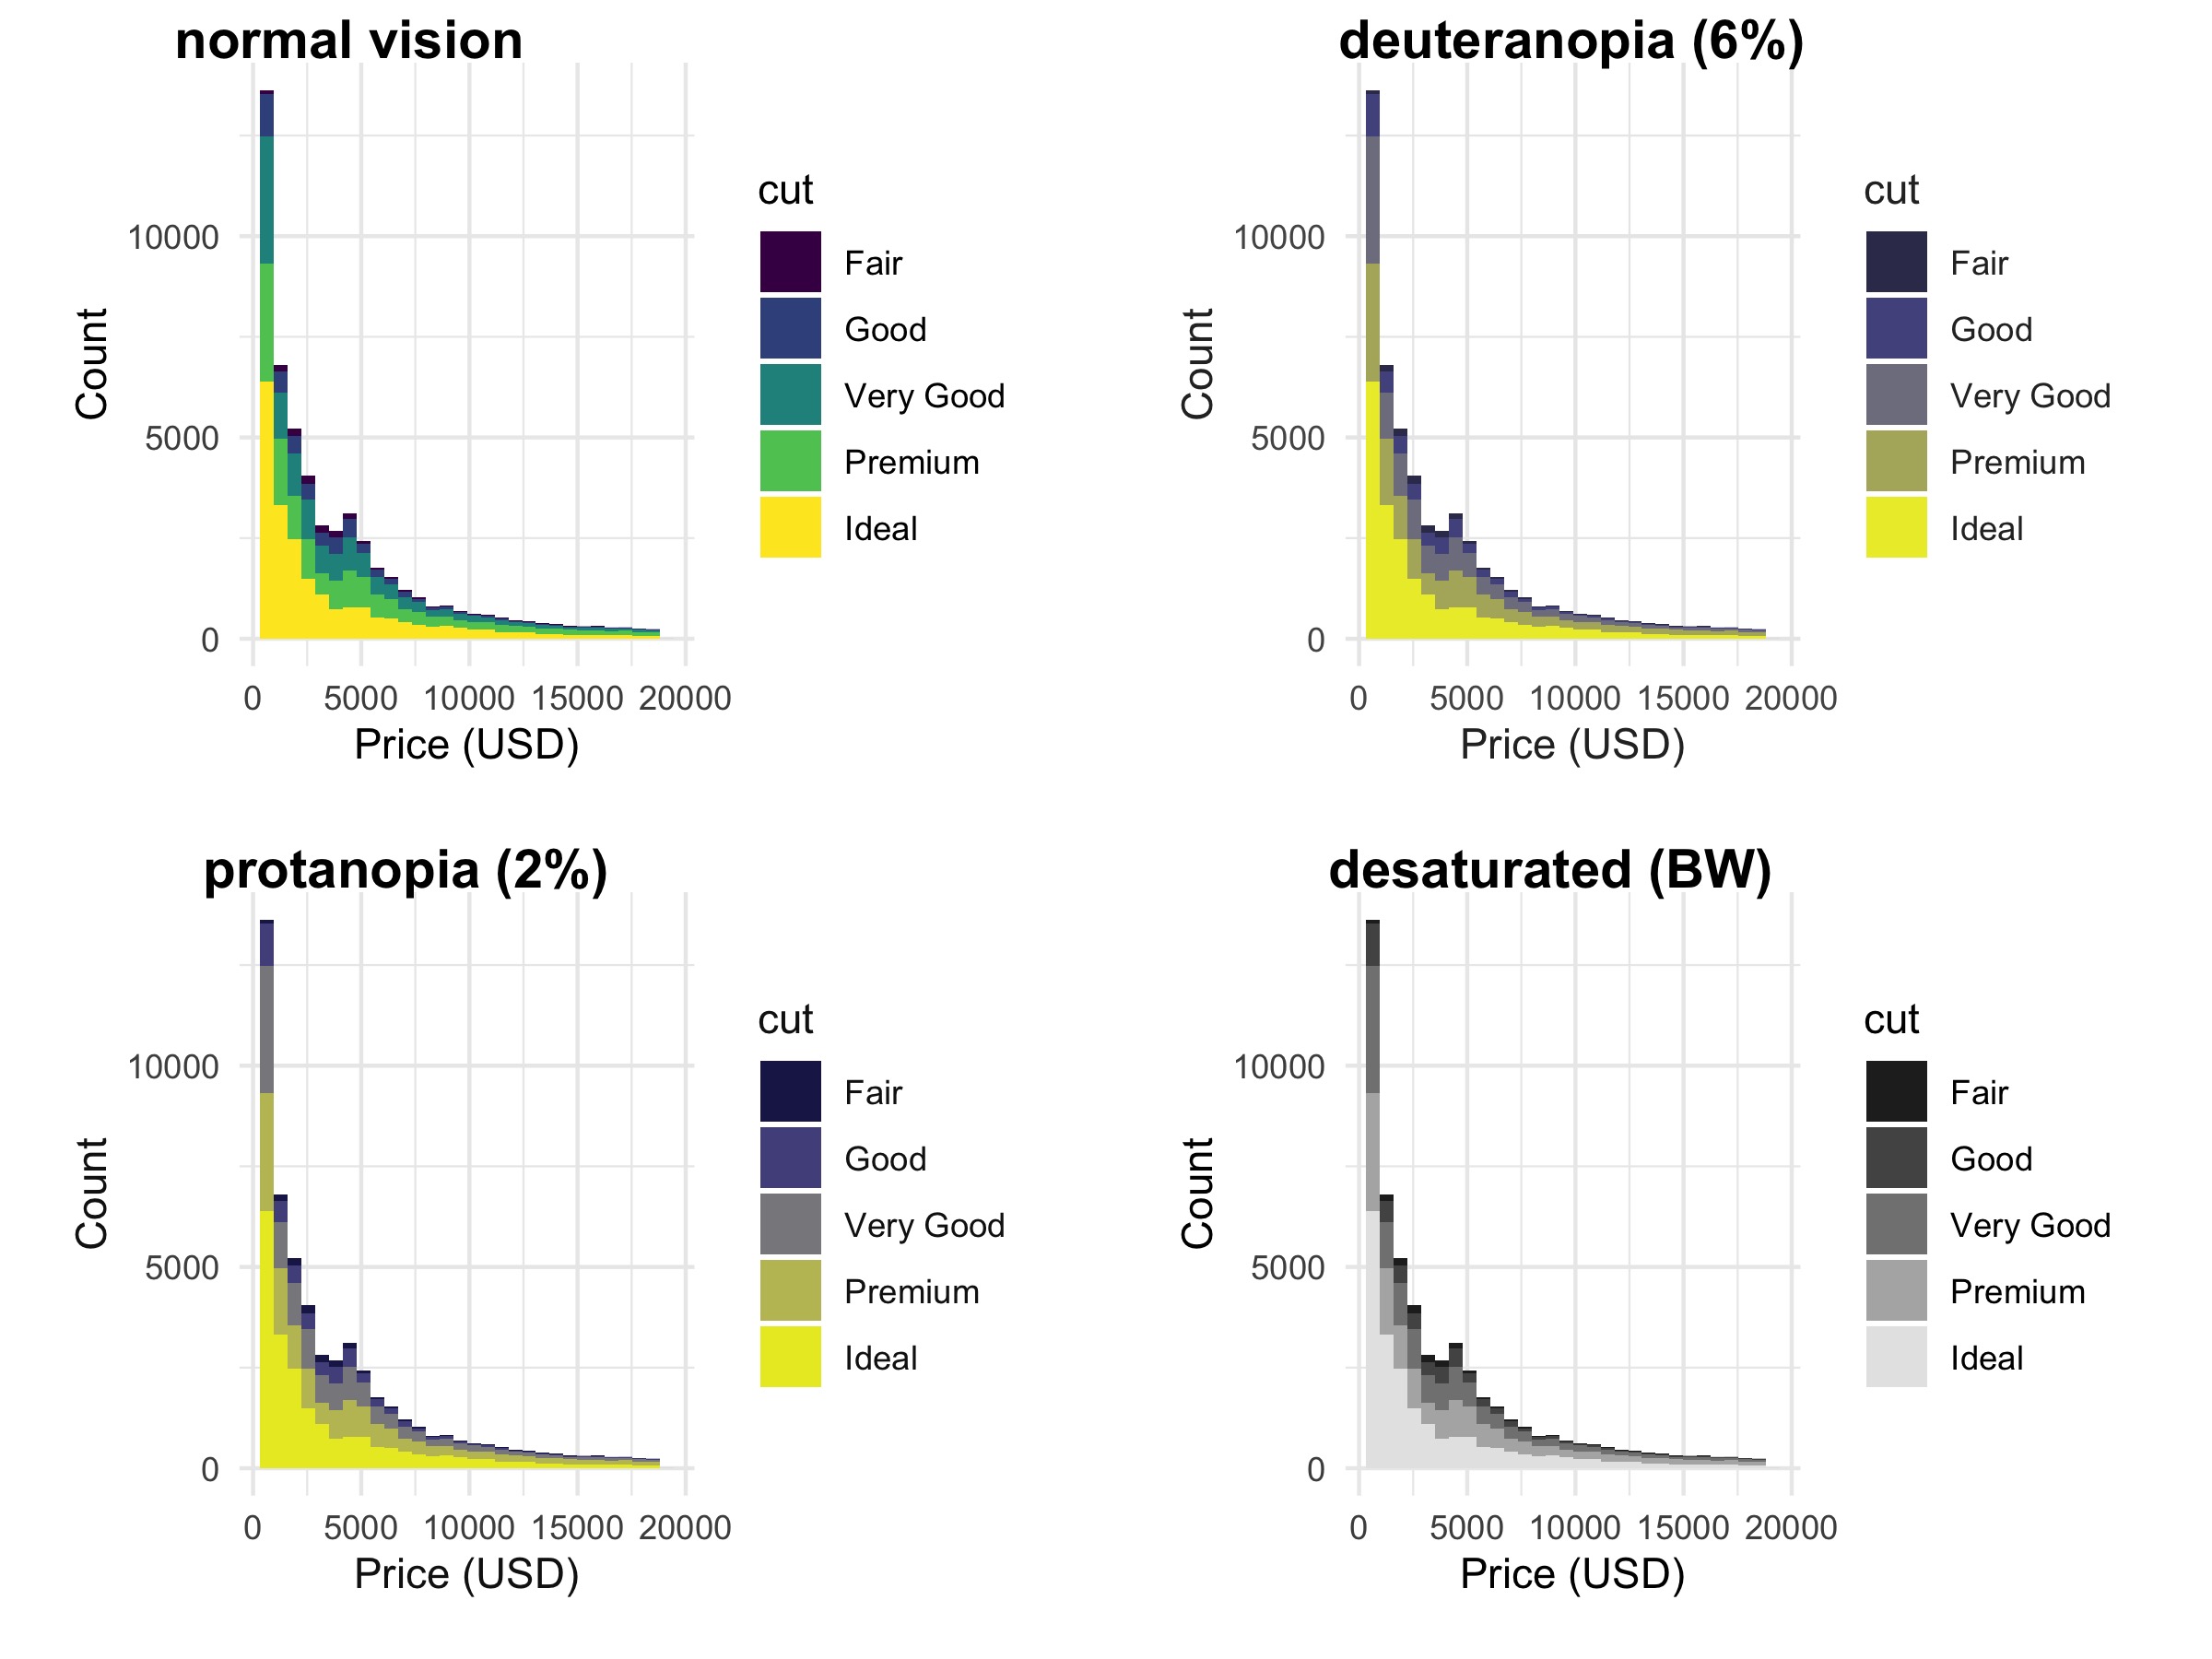 normal vision
10000
5000
0
Count
0 5000 10000 15000 20000
Price (USD)
cut
Fair
Good
Very Good
Premium
Ideal
deuteranopia (6%)
10000
5000
0
Count
0 5000 10000 15000 20000
Price (USD)
cut
Fair
Good
Very Good
Premium
Ideal
protanopia (2%)
10000
5000
0
Count
0 5000 10000 15000 20000
Price (USD)
cut
Fair
Good
Very Good
Premium
Ideal
desaturated (BW)
10000
5000
0
Count
0 5000 10000 15000 20000
Price (USD)
cut
Fair
Good
Very Good
Premium
Ideal